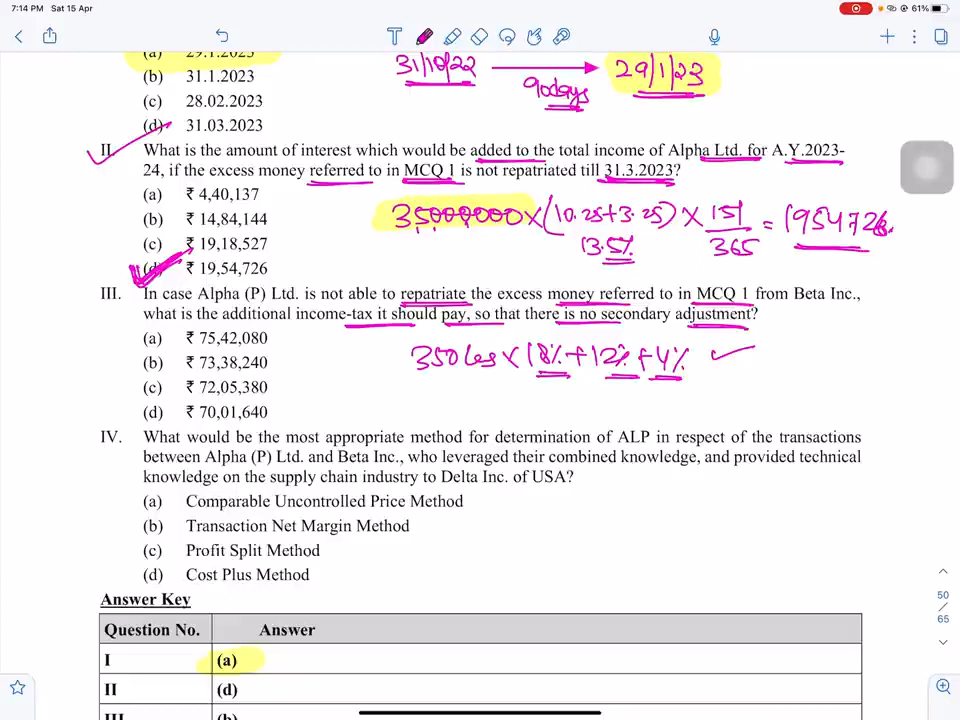 7:14 PM Sat 15 Apr 61%
(a) 29.1.2023
31/10/22 → 29/1/23
90days
(b) 31.1.2023
(c) 28.02.2023
(d) 31.03.2023
II. What is the amount of interest which would be added to the total income of Alpha Ltd. for A.Y.2023-
24, if the excess money referred to in MCQ 1 is not repatriated till 31.3.2023?
(a) ₹ 4,40,137
(b) ₹ 14,84,144
(c) ₹ 19,18,527
(d) ₹ 19,54,726
35000000 × (10.25+3.25) × 151/365 = 1954726
13.5%
III. In case Alpha (P) Ltd. is not able to repatriate the excess money referred to in MCQ 1 from Beta Inc.,
what is the additional income-tax it should pay, so that there is no secondary adjustment?
(a) ₹ 75,42,080
(b) ₹ 73,38,240
(c) ₹ 72,05,380
(d) ₹ 70,01,640
350 Les × 18% + 12% + 4%
IV. What would be the most appropriate method for determination of ALP in respect of the transactions
between Alpha (P) Ltd. and Beta Inc., who leveraged their combined knowledge, and provided technical
knowledge on the supply chain industry to Delta Inc. of USA?
(a) Comparable Uncontrolled Price Method
(b) Transaction Net Margin Method
(c) Profit Split Method
(d) Cost Plus Method
Answer Key
Question No. Answer
I (a)
II (d)
III (b)
50
65